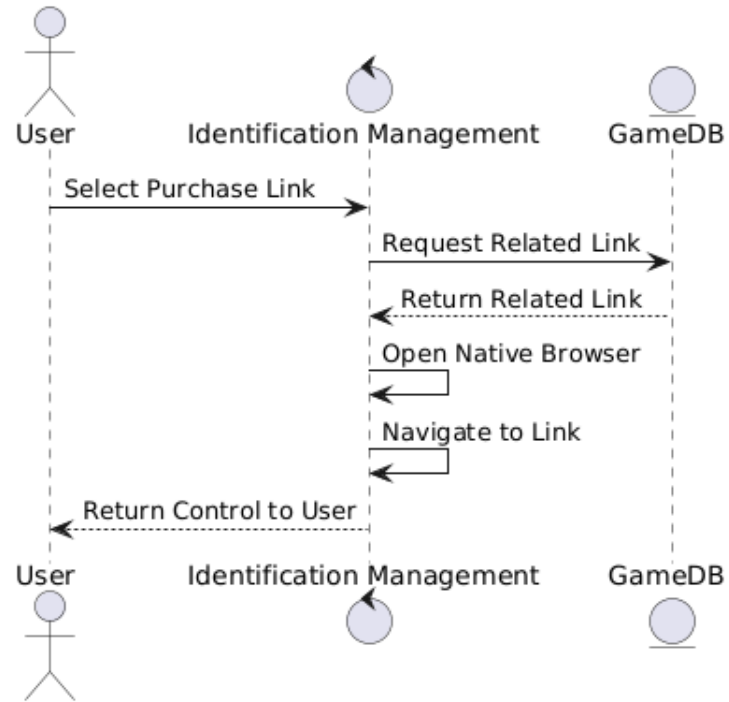 User
Identification Management
GameDB
Select Purchase Link
Request Related Link
Return Related Link
Open Native Browser
Navigate to Link
Return Control to User
User
Identification Management
GameDB